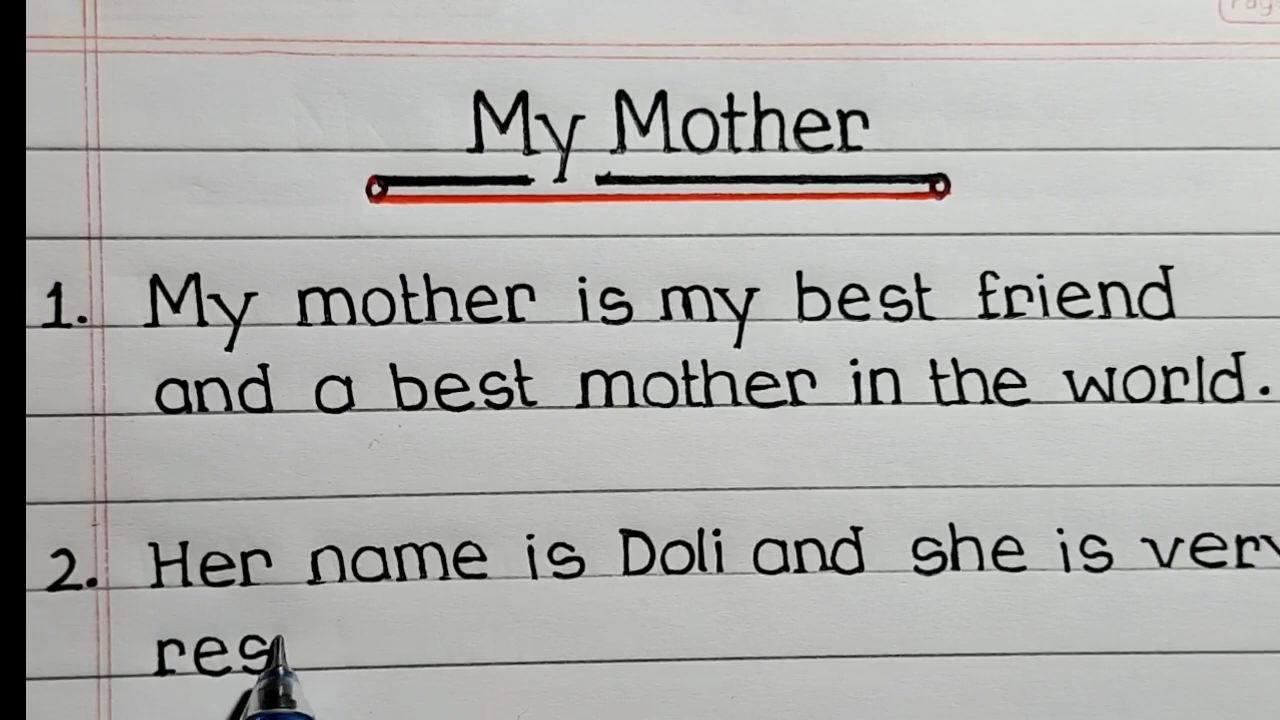 My Mother
1. My mother is my best friend
and a best mother in the world.
2. Her name is Doli and she is very
res